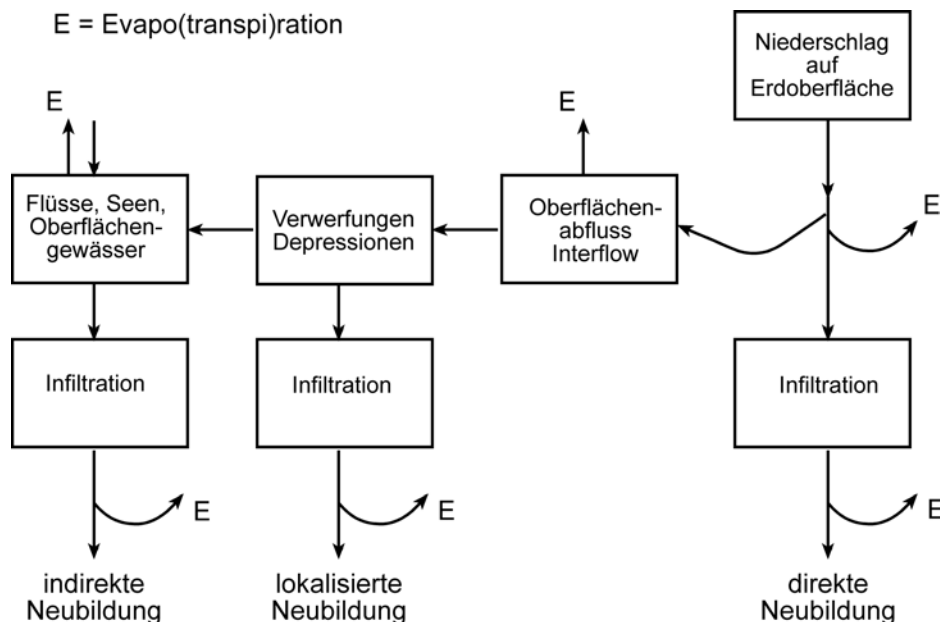 E = Evapo(transpi)ration
Niederschlag
auf
Erdoberfläche
E
E
E
Flüsse, Seen,
Oberflächen-
gewässer
Verwerfungen
Depressionen
Oberflächen-
abfluss
Interflow
Infiltration
Infiltration
Infiltration
E
E
E
indirekte
Neubildung
lokalisierte
Neubildung
direkte
Neubildung